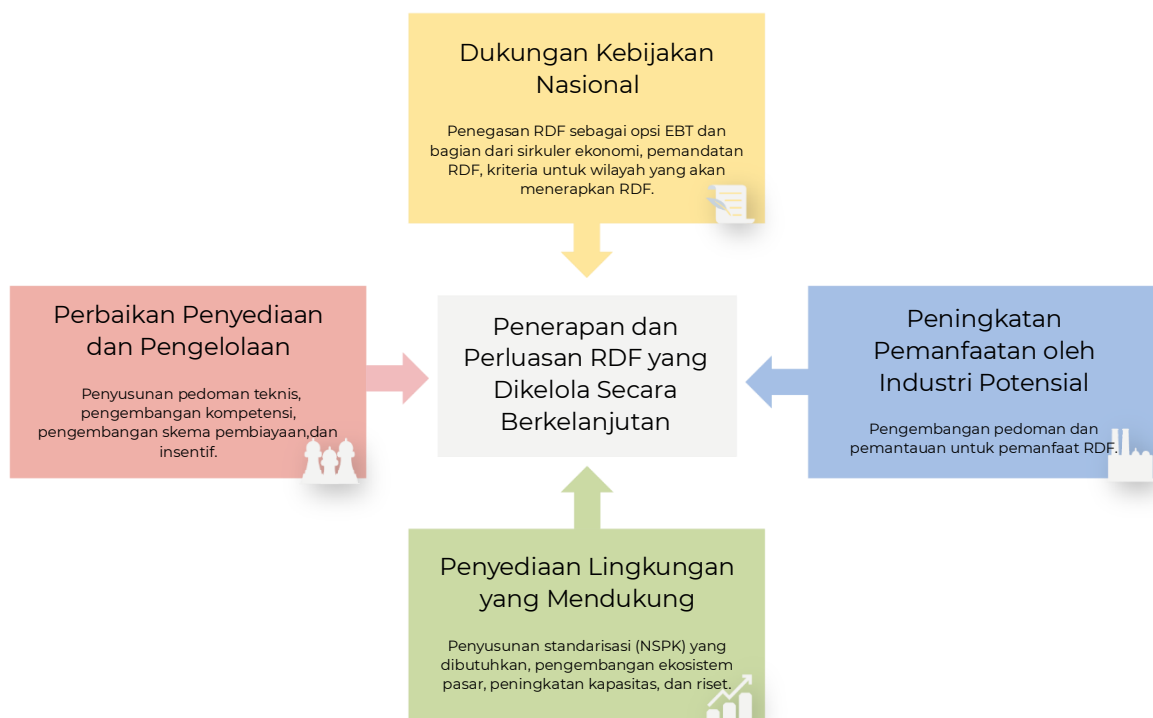 Dukungan Kebijakan
Nasional
Penegasan RDF sebagai opsi EBT dan
bagian dari sirkuler ekonomi, pemandatan
RDF, kriteria untuk wilayah yang akan
menerapkan RDF.
Perbaikan Penyediaan
dan Pengelolaan
Penyusunan pedoman teknis,
pengembangan kompetensi,
pengembangan skema pembiayaan,dan
insentif.
Penerapan dan
Perluasan RDF yang
Dikelola Secara
Berkelanjutan
Peningkatan
Pemanfaatan oleh
Industri Potensial
Pengembangan pedoman dan
pemantauan untuk pemanfaat RDF.
Penyediaan Lingkungan
yang Mendukung
Penyusunan standarisasi (NSPK) yang
dibutuhkan, pengembangan ekosistem
pasar, peningkatan kapasitas, dan riset.